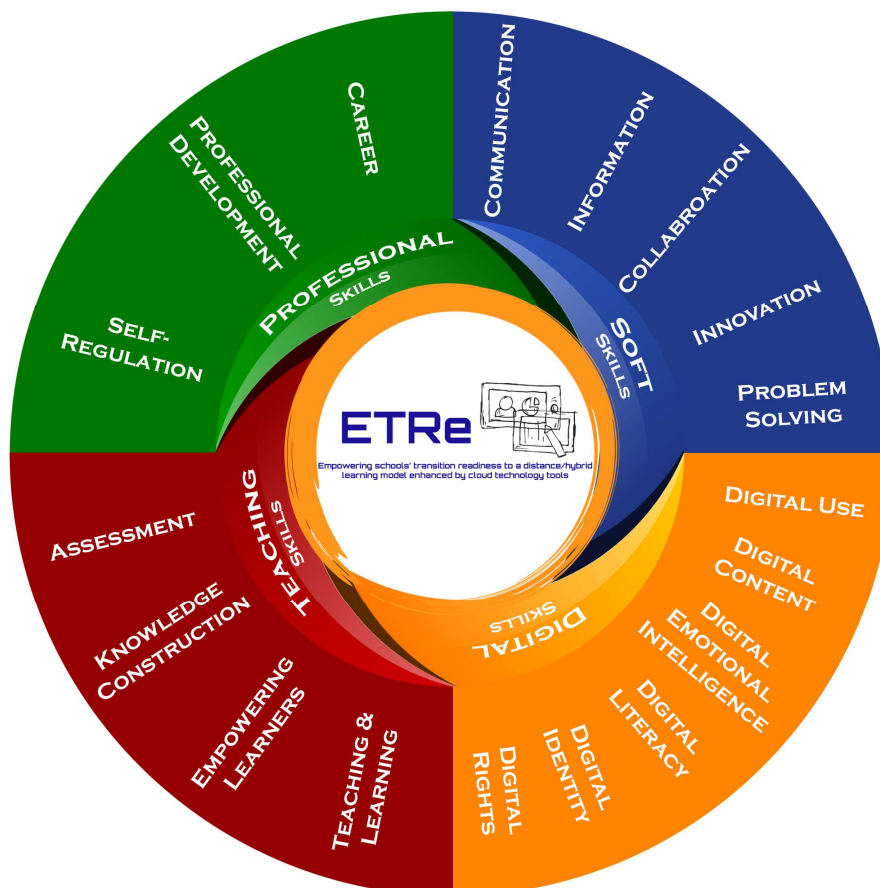 CAREER
PROFESSIONAL
DEVELOPMENT
SELF-
REGULATION
PROFESSIONAL
SKILLS
COMMUNICATION
INFORMATION
COLLABROATION
INNOVATION
PROBLEM
SOLVING
SOFT
SKILLS
ETRe
Empowering schools' transition readiness to a distance/hybrid
learning model enhanced by cloud technology tools
TEACHING
SKILLS
ASSESSMENT
KNOWLEDGE
CONSTRUCTION
EMPOWERING
LEARNERS
TEACHING &
LEARNING
DIGITAL
SKILLS
DIGITAL USE
DIGITAL
CONTENT
DIGITAL
EMOTIONAL
INTELLIGENCE
DIGITAL
LITERACY
DIGITAL
IDENTITY
DIGITAL
RIGHTS